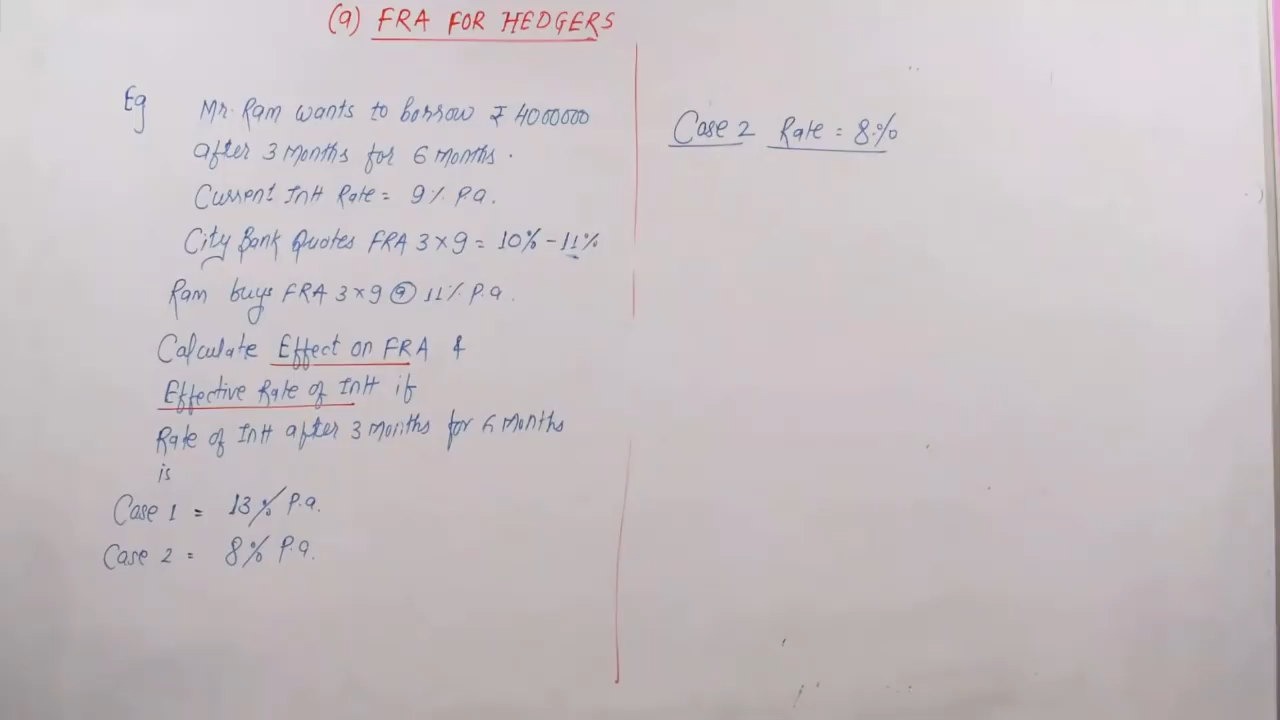 (a) FRA FOR HEDGERS
Eg Mr. Ram wants to borrow ₹ 4000000
after 3 Months for 6 Months.
Current Intt Rate = 9% P.a.
City Bank Quotes FRA 3×9 = 10% - 11%
Ram buys FRA 3×9 @ 11% P.a.
Calculate Effect on FRA &
Effective Rate of Intt if
Rate of Intt after 3 Months for 6 Months
is
Case 1 = 13% P.a.
Case 2 = 8% P.a.
Case 2 Rate = 8%